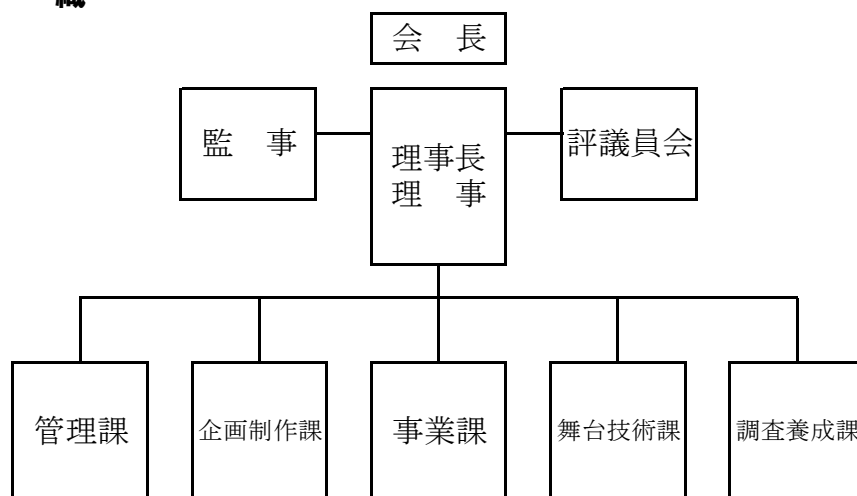 会　長
監　事
理事長
理　事
評議員会
管理課
企画制作課
事業課
舞台技術課
調査養成課